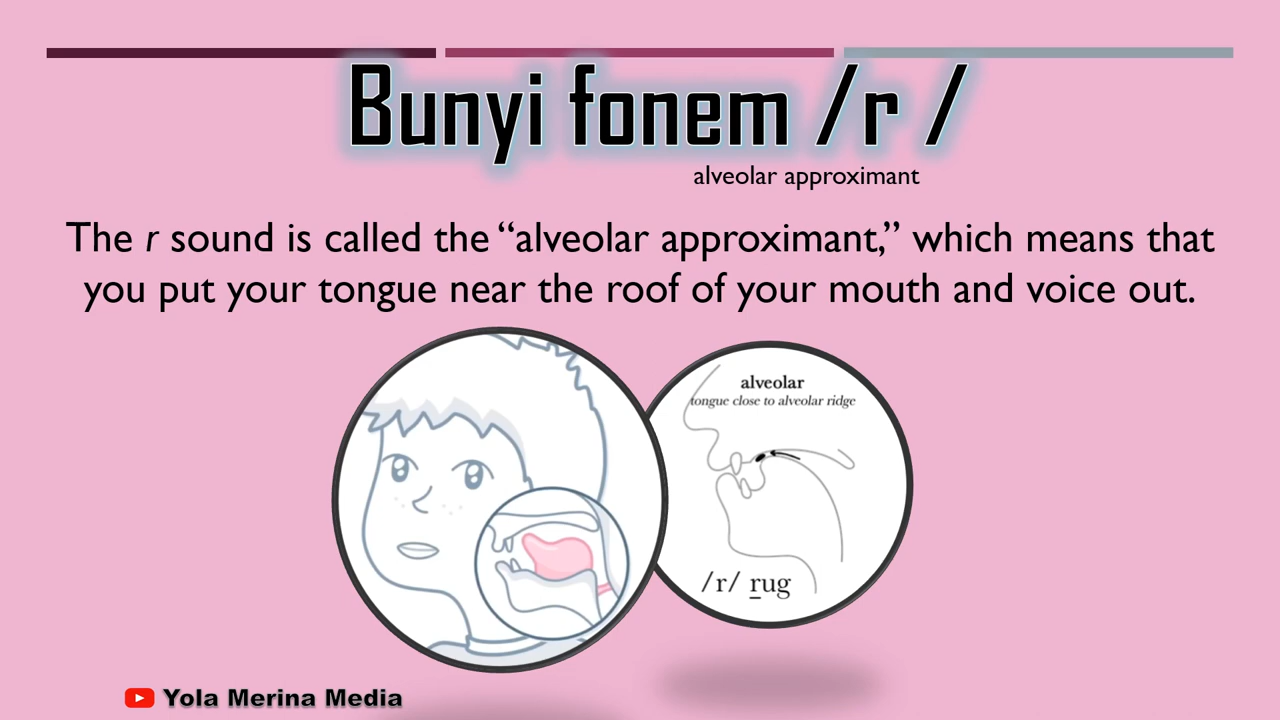 Bunyi fonem /r /
alveolar approximant
The r sound is called the “alveolar approximant,” which means that
you put your tongue near the roof of your mouth and voice out.
alveolar
tongue close to alveolar ridge
/r/ rug
Yola Merina Media